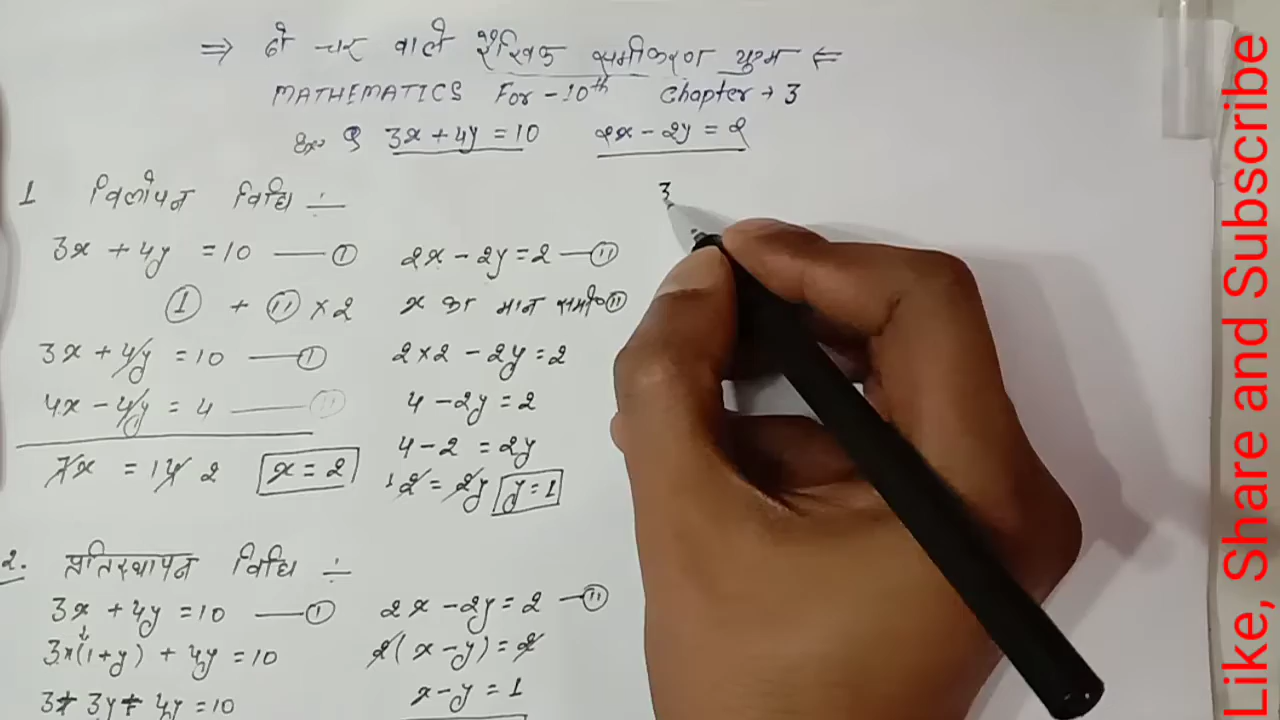 ⇒ दो चर वाले रैखिक समीकरण युग्म ⇐
MATHEMATICS For - 10th Chapter → 3
Ex. 3x + 4y = 10 2x - 2y = 2
1 विलोपन विधि ÷
3x + 4y = 10 —— (1)
(1) + (11) × 2
3x + 4y = 10 —— (1)
4x - 4y = 4 —— (11)
7x = 14 2 x = 2
2x - 2y = 2 — (11)
x का मान समी० (11)
2 × 2 - 2y = 2
4 - 2y = 2
4 - 2 = 2y
1 2 = 2y y = 1
3
2. प्रतिस्थापन विधि ÷
3x + 4y = 10 —— (1)
3×(1+y) + 4y = 10
3 + 3y + 4y = 10
2x - 2y = 2 — (11)
2(x - y) = 2
x - y = 1
Like, Share and Subscribe